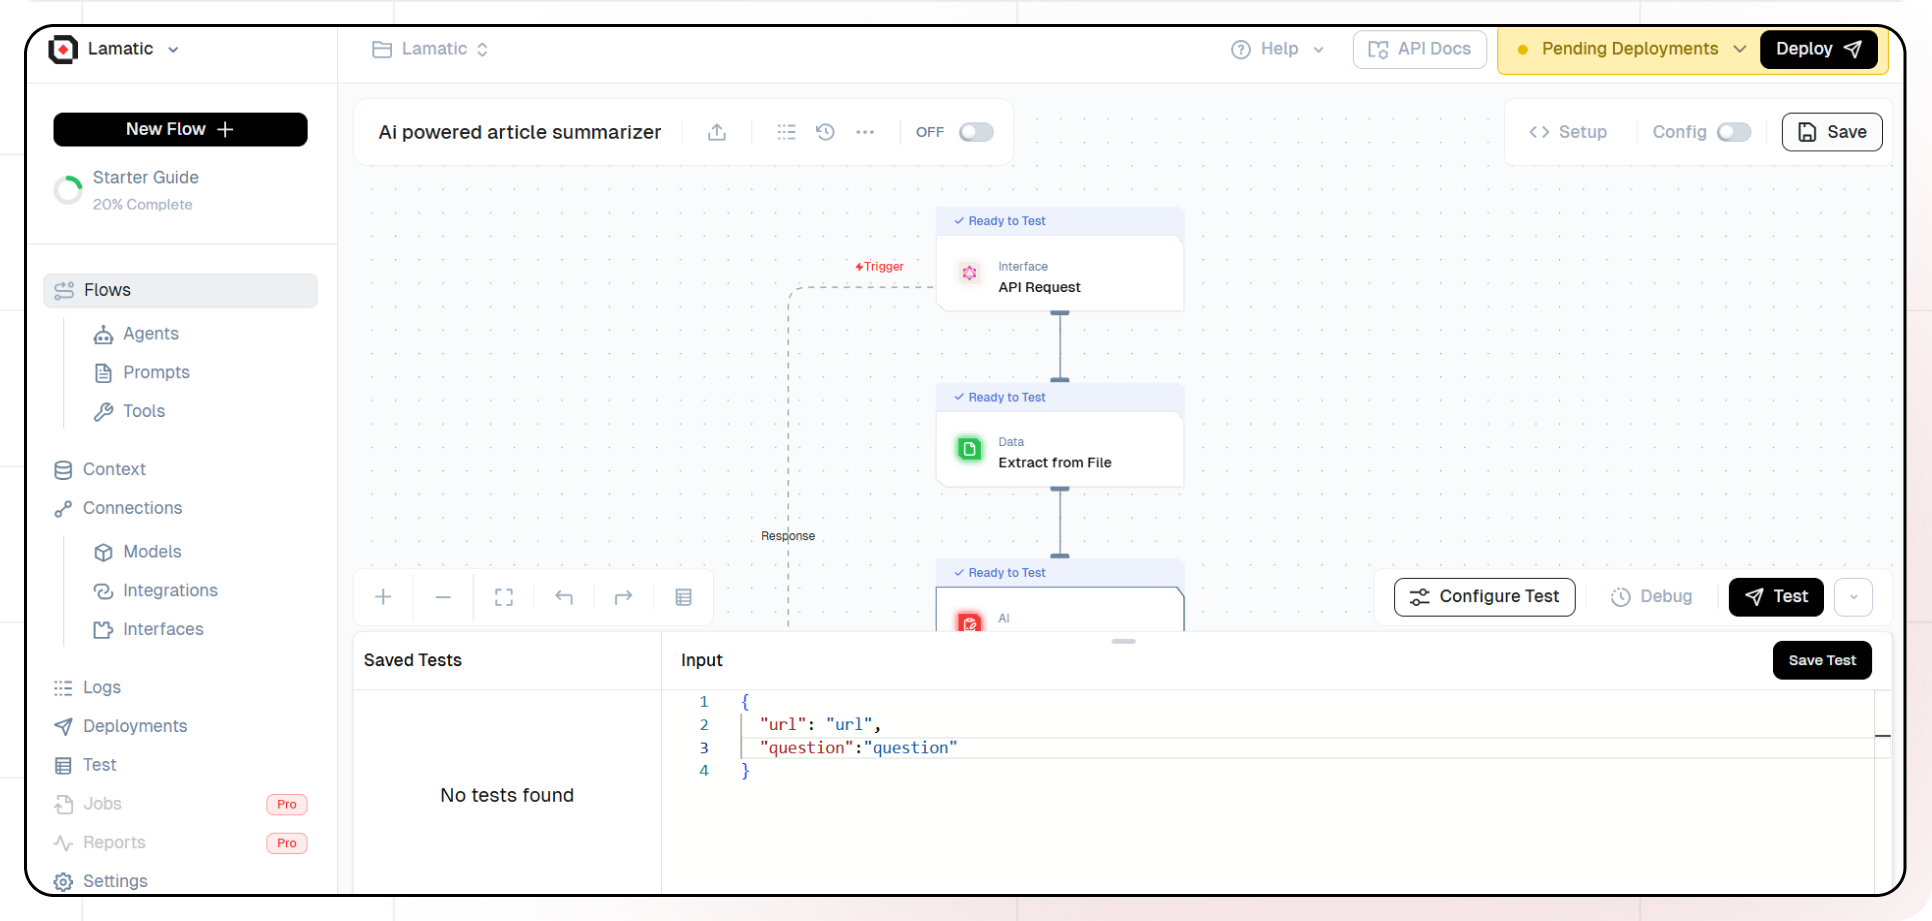 Lamatic
Lamatic
Help
API Docs
Pending Deployments
Deploy
New Flow
Starter Guide
20% Complete
Flows
Agents
Prompts
Tools
Context
Connections
Models
Integrations
Interfaces
Logs
Deployments
Test
Jobs Pro
Reports Pro
Settings
Ai powered article summarizer
OFF
Setup
Config
Save
Ready to Test
Trigger
Interface
API Request
Ready to Test
Data
Extract from File
Response
Ready to Test
AI
Configure Test
Debug
Test
Saved Tests
No tests found
Input
Save Test
1 {
2 "url": "url",
3 "question":"question"
4 }